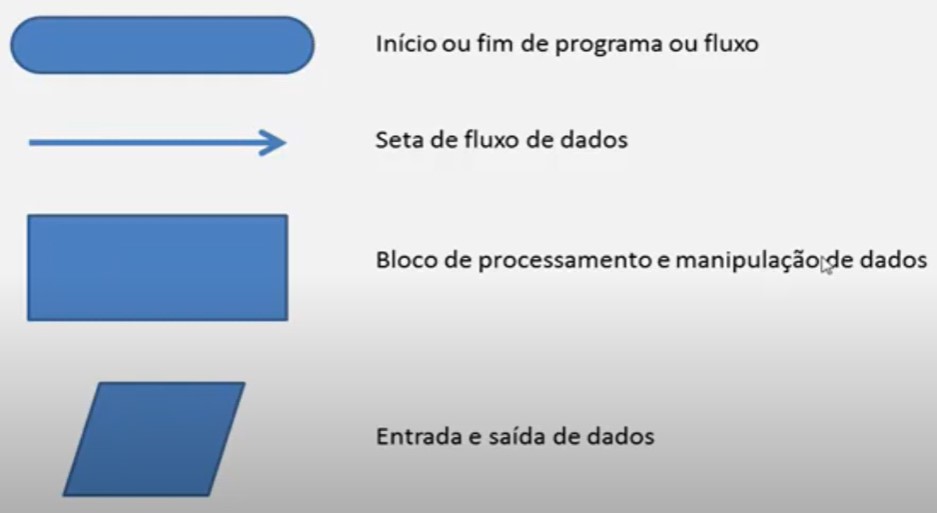 Início ou fim de programa ou fluxo
Seta de fluxo de dados
Bloco de processamento e manipulação de dados
Entrada e saída de dados